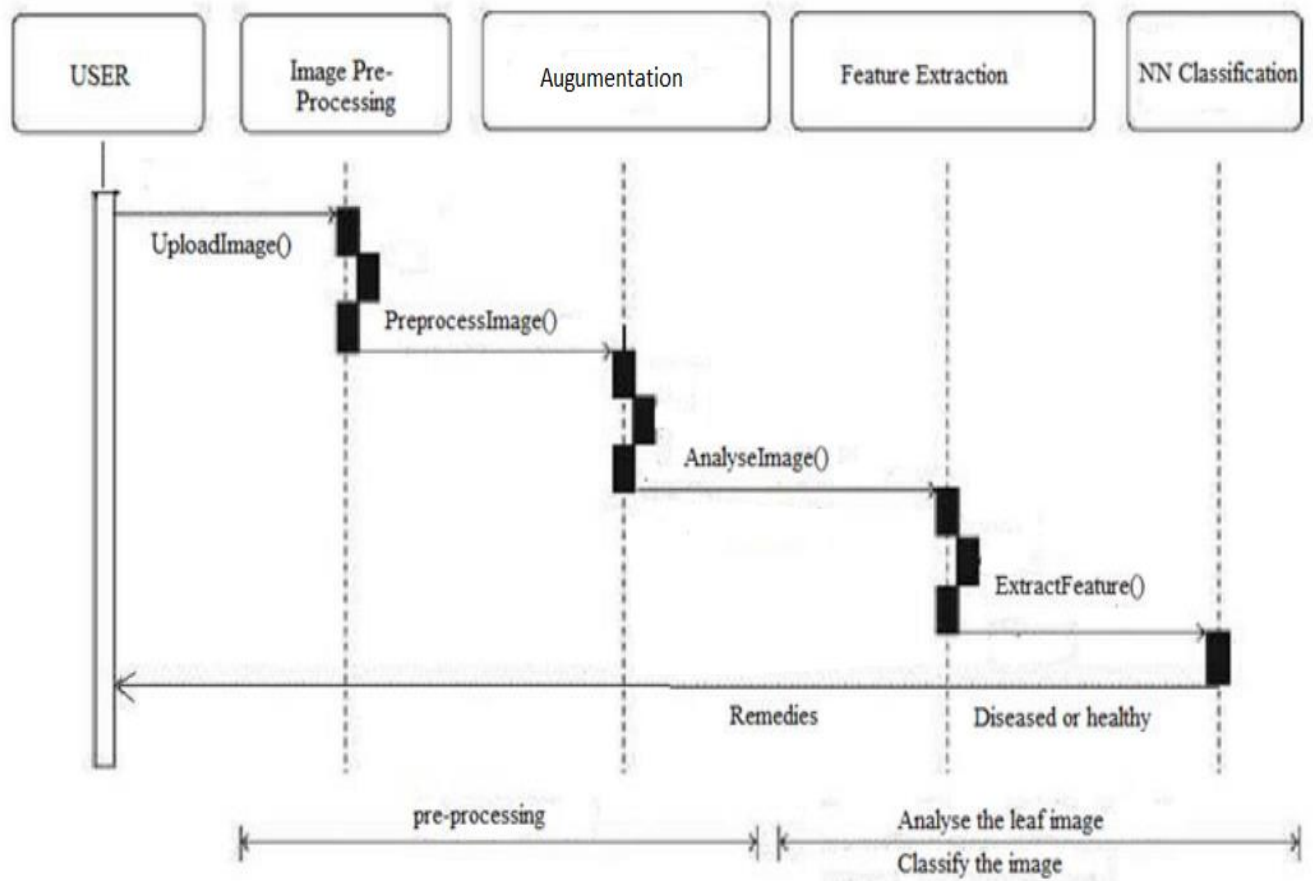 USER
Image Pre-
Processing
Augumentation
Feature Extraction
NN Classification
UploadImage()
PreprocessImage()
AnalyseImage()
ExtractFeature()
Remedies
Diseased or healthy
pre-processing
Analyse the leaf image
Classify the image